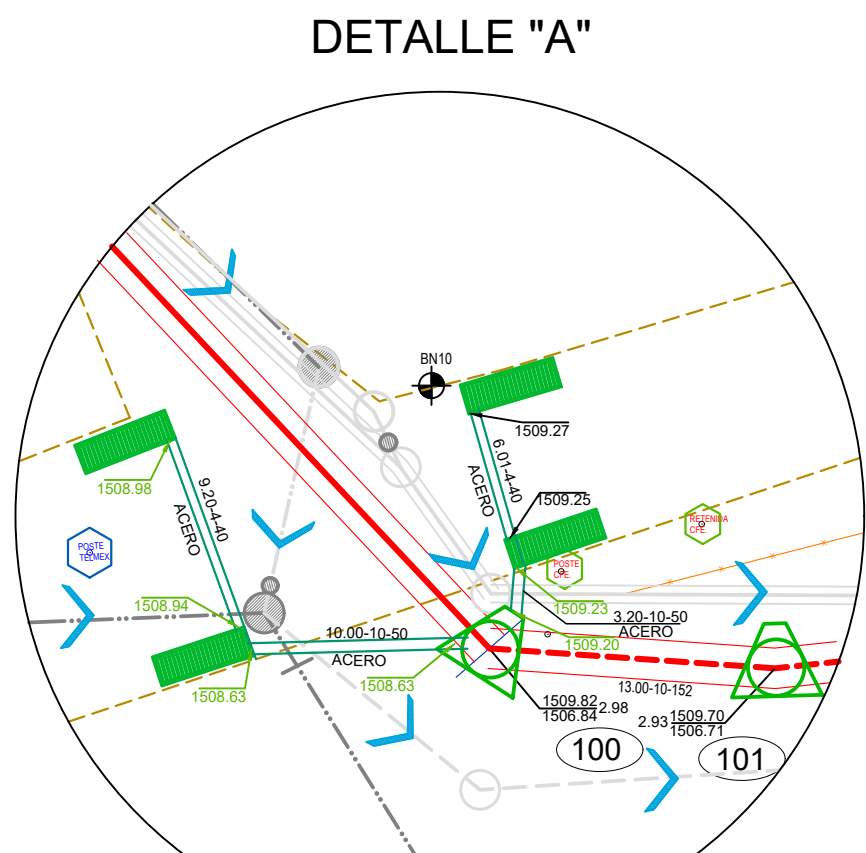 DETALLE "A"
BN10
1509.27
6.01-4-40
ACERO
1508.98
9.20-4-40
ACERO
1509.25
RETENIDA
CFE.
POSTE
TELMEX
POSTE
CFE.
1508.94
1509.23
3.20-10-50
ACERO
10.00-10-50
ACERO
1509.20
1508.63
1508.63
13.00-10-152
1509.82
1506.84
2.98
2.93
1509.70
1506.71
100
101